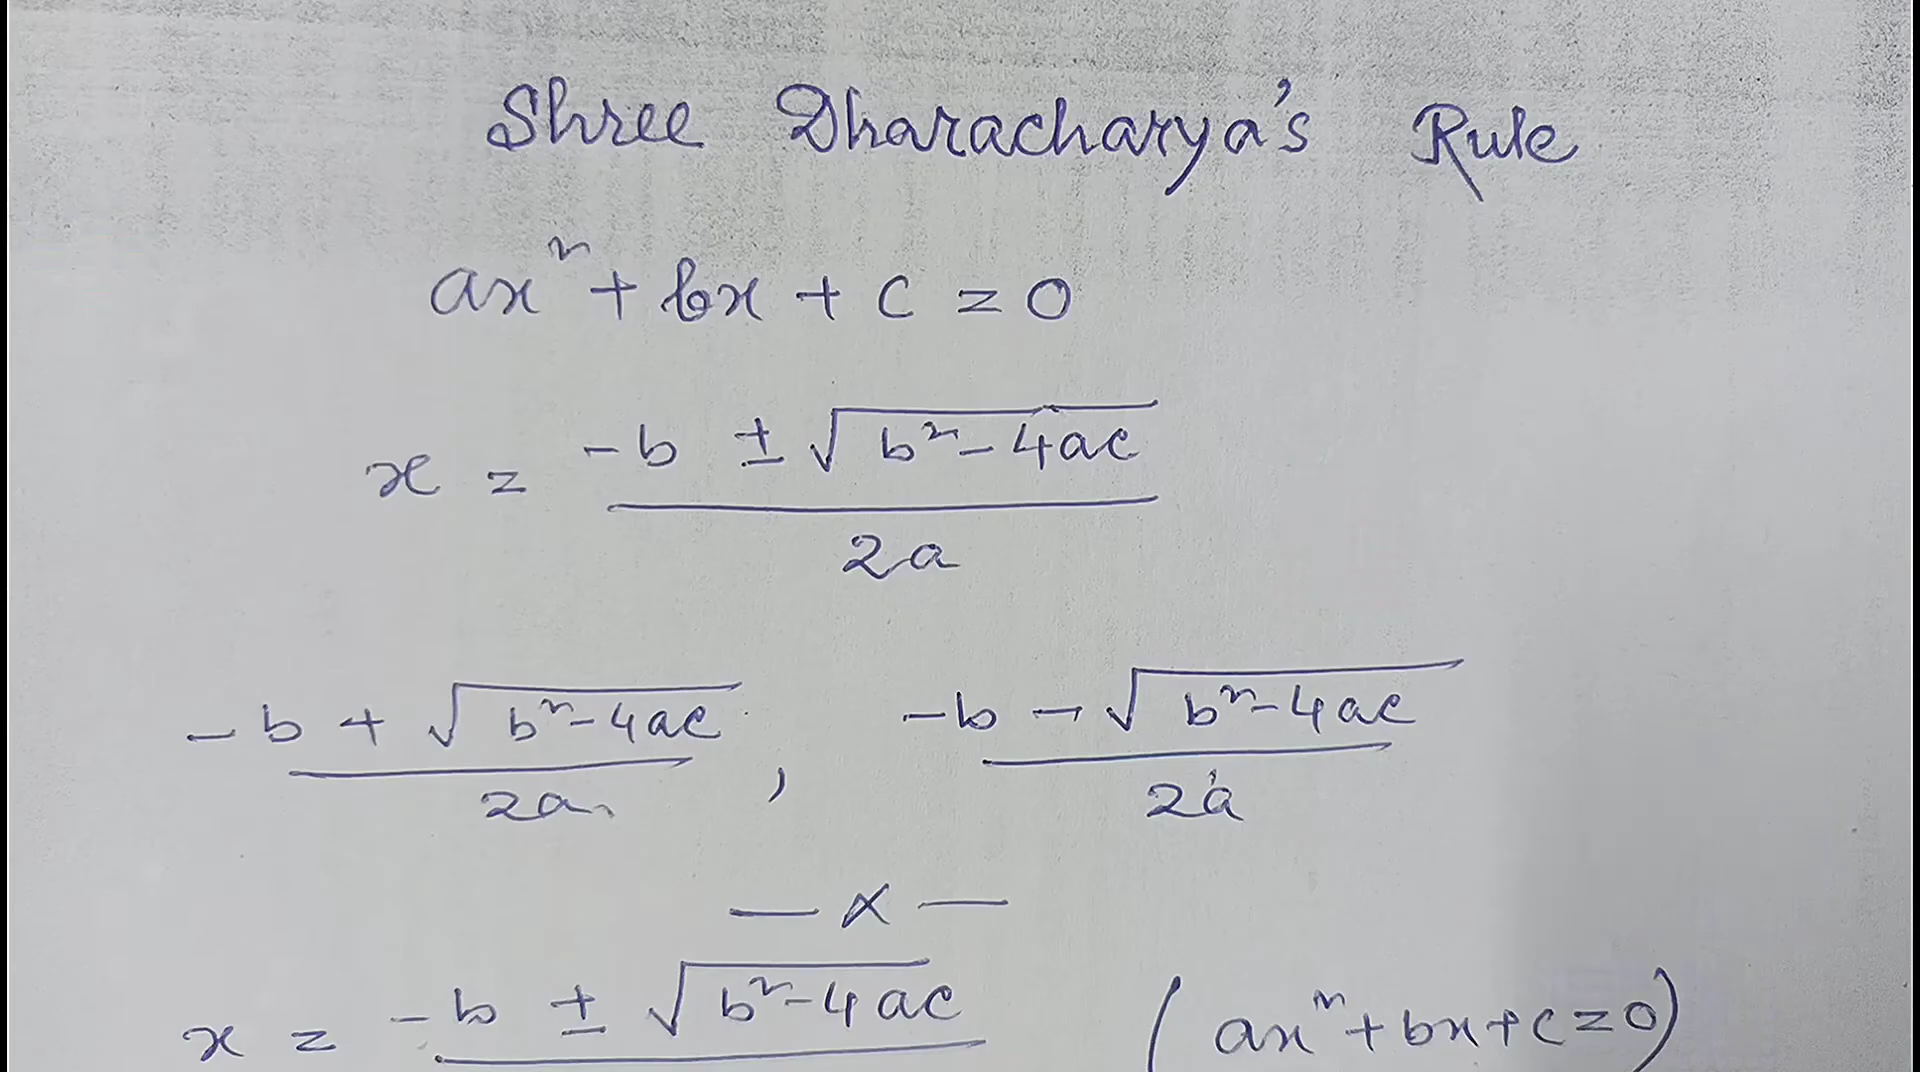 Shree Dharacharya's Rule
ax² + bx + c = 0
x = (-b ± √(b² - 4ac)) / 2a
(-b + √(b² - 4ac)) / 2a , (-b - √(b² - 4ac)) / 2a
— x —
x = -b ± √(b² - 4ac) (ax² + bx + c = 0)